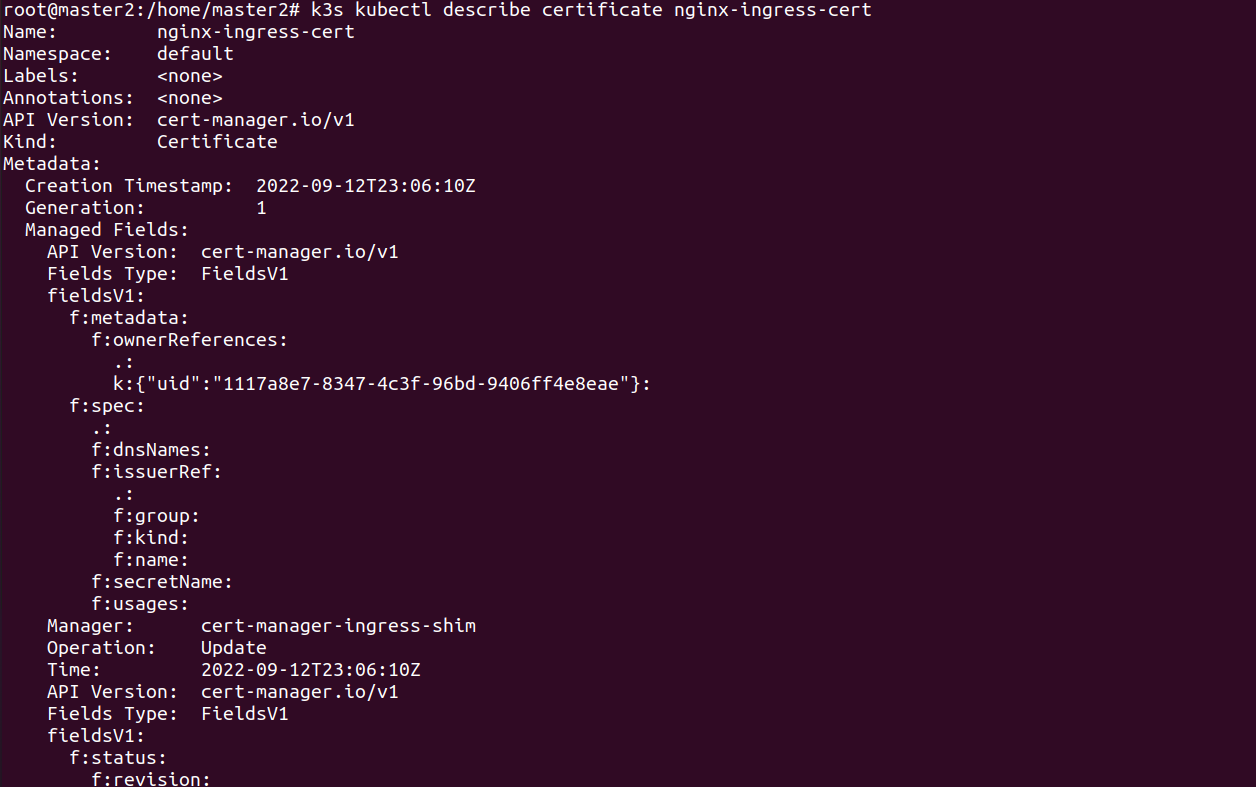 root@master2:/home/master2# k3s kubectl describe certificate nginx-ingress-cert
Name:         nginx-ingress-cert
Namespace:    default
Labels:       <none>
Annotations:  <none>
API Version:  cert-manager.io/v1
Kind:         Certificate
Metadata:
  Creation Timestamp:  2022-09-12T23:06:10Z
  Generation:          1
  Managed Fields:
    API Version:  cert-manager.io/v1
    Fields Type:  FieldsV1
    fieldsV1:
      f:metadata:
        f:ownerReferences:
          .:
          k:{"uid":"1117a8e7-8347-4c3f-96bd-9406ff4e8eae"}:
      f:spec:
        .:
        f:dnsNames:
        f:issuerRef:
          .:
          f:group:
          f:kind:
          f:name:
        f:secretName:
        f:usages:
    Manager:      cert-manager-ingress-shim
    Operation:    Update
    Time:         2022-09-12T23:06:10Z
    API Version:  cert-manager.io/v1
    Fields Type:  FieldsV1
    fieldsV1:
      f:status:
        f:revision: